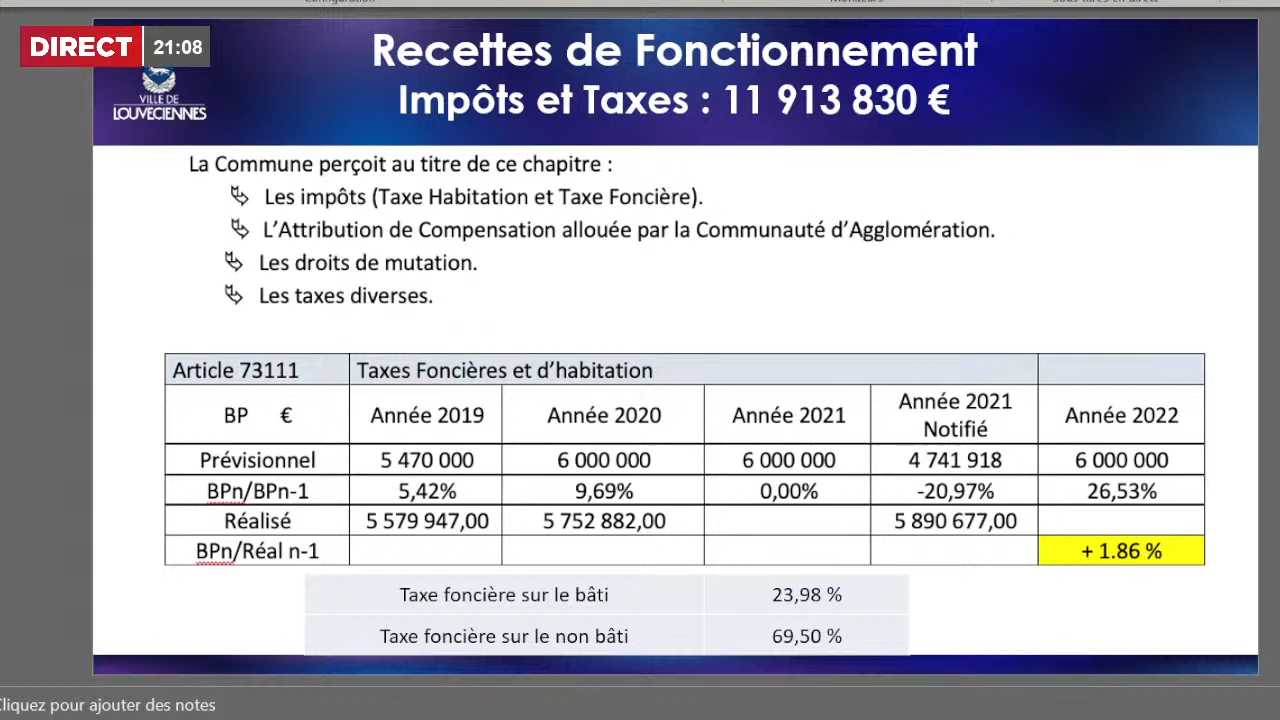 DIRECT 21:08
VILLE DE
LOUVECIENNES
Recettes de Fonctionnement
Impôts et Taxes : 11 913 830 €
La Commune perçoit au titre de ce chapitre :
Les impôts (Taxe Habitation et Taxe Foncière).
L'Attribution de Compensation allouée par la Communauté d'Agglomération.
Les droits de mutation.
Les taxes diverses.
Article 73111 Taxes Foncières et d'habitation
BP € Année 2019 Année 2020 Année 2021 Année 2021 Notifié Année 2022
Prévisionnel 5 470 000 6 000 000 6 000 000 4 741 918 6 000 000
BPn/BPn-1 5,42% 9,69% 0,00% -20,97% 26,53%
Réalisé 5 579 947,00 5 752 882,00 5 890 677,00
BPn/Réal n-1 + 1.86 %
Taxe foncière sur le bâti 23,98 %
Taxe foncière sur le non bâti 69,50 %
Cliquez pour ajouter des notes